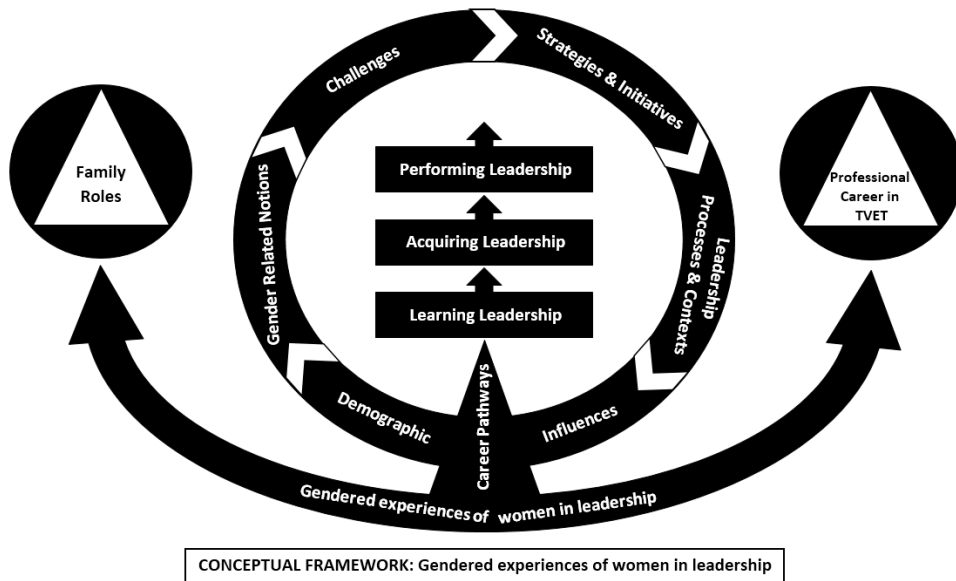 Challenges
Strategies & Initiatives
Family
Roles
Performing Leadership
Professional
Career in
TVET
Gender Related Notions
Acquiring Leadership
Leadership
Processes & Contexts
Learning Leadership
Demographic
Career Pathways
Influences
Gendered experiences of women in leadership
CONCEPTUAL FRAMEWORK: Gendered experiences of women in leadership